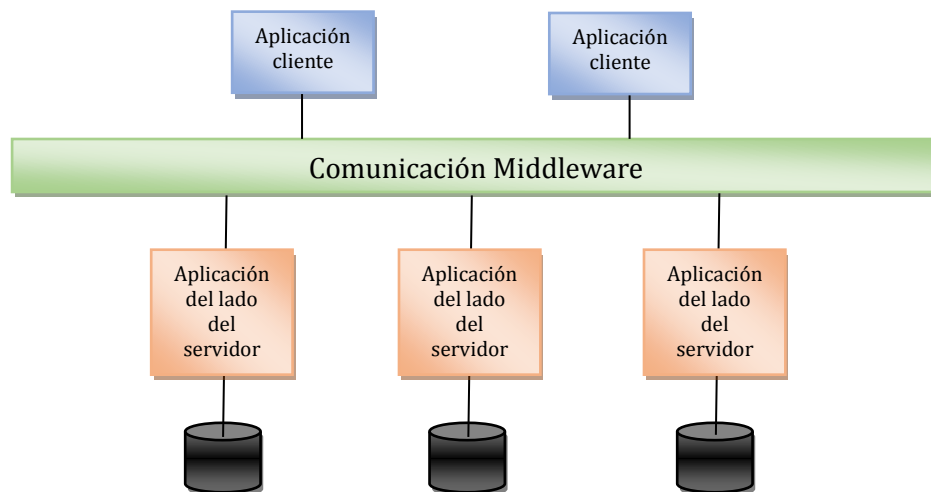 Aplicación
cliente
Aplicación
cliente
Comunicación Middleware
Aplicación
del lado
del
servidor
Aplicación
del lado
del
servidor
Aplicación
del lado
del
servidor